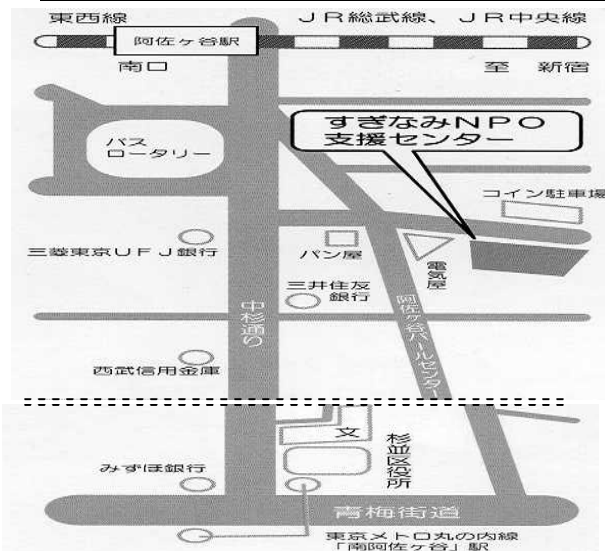 東西線
JR総武線、JR中央線
阿佐ヶ谷駅
南口
至 新宿
バス
ロータリー
すぎなみNPO
支援センター
コイン駐車場
三菱東京UFJ銀行
パン屋
電気屋
三井住友
銀行
中杉通り
阿佐ヶ谷パールセンター
西武信用金庫
文
杉並区役所
みずほ銀行
青梅街道
東京メトロ丸の内線
「南阿佐ヶ谷」駅